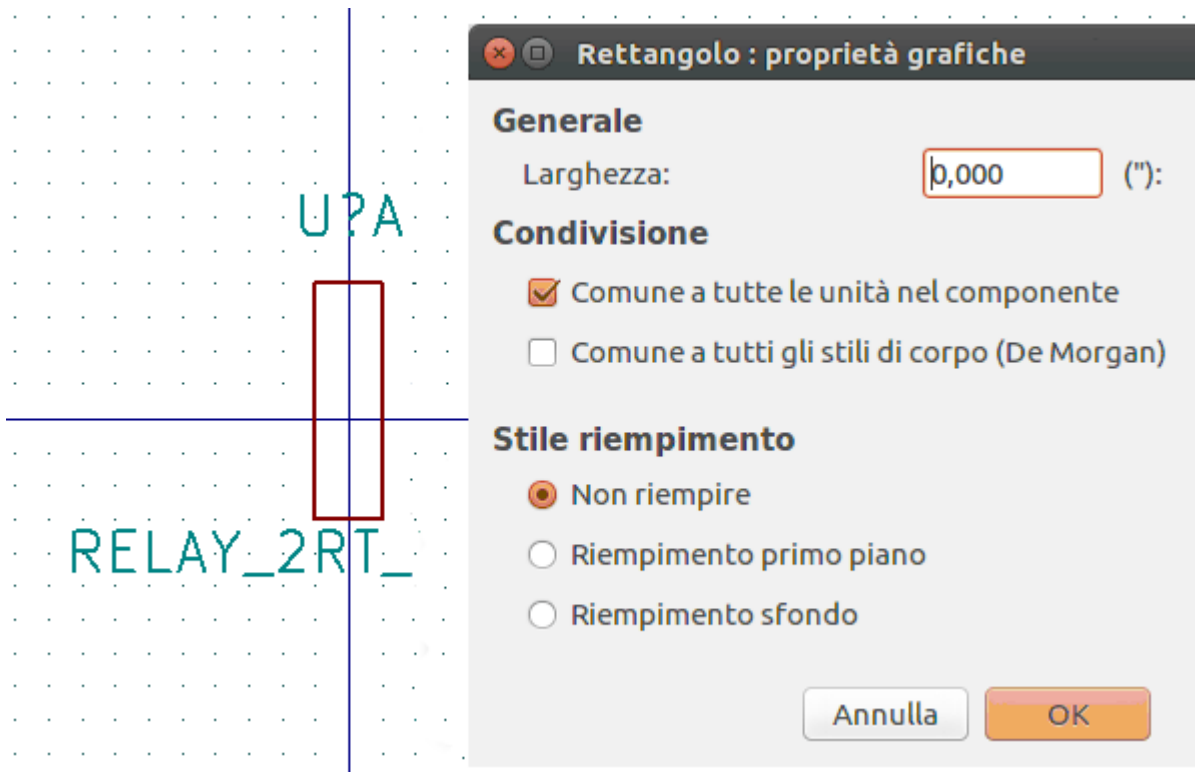 U?A
RELAY_2RT_
Rettangolo : proprietà grafiche
Generale
Larghezza: 0,000 ("):
Condivisione
Comune a tutte le unità nel componente
Comune a tutti gli stili di corpo (De Morgan)
Stile riempimento
Non riempire
Riempimento primo piano
Riempimento sfondo
Annulla OK